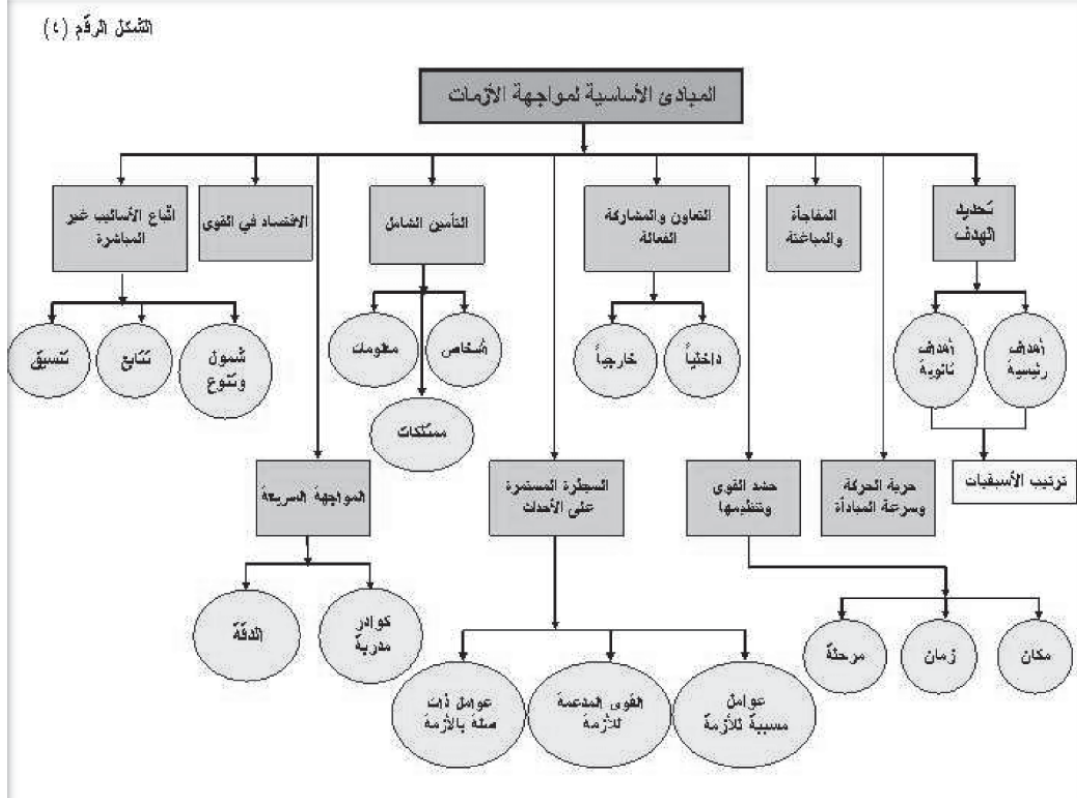 الشكل الرقم (٤)
المبادئ الأساسية لمواجهة الأزمات
تحديد
الهدف
المفاجأة
والمباغتة
التعاون والمشاركة
الفعالة
التأمين الشامل
الاقتصاد في القوى
اتباع الأساليب غير
المباشرة
أهداف
رئيسية
أهداف
ثانوية
داخلياً
خارجياً
أشخاص
معلومات
ممتلكات
شمول
وتنوع
تتابع
تنسيق
ترتيب الأسبقيات
حرية الحركة
وسرعة المبادأة
حشد القوى
وتنظيمها
السيطرة المستمرة
على الأحداث
المواجهة السريعة
مكان
زمان
مرحلة
عوامل
مسببة للأزمة
القوى المدعمة
للأزمة
عوامل ذات
صلة بالأزمة
كوادر
مدربة
الدقة